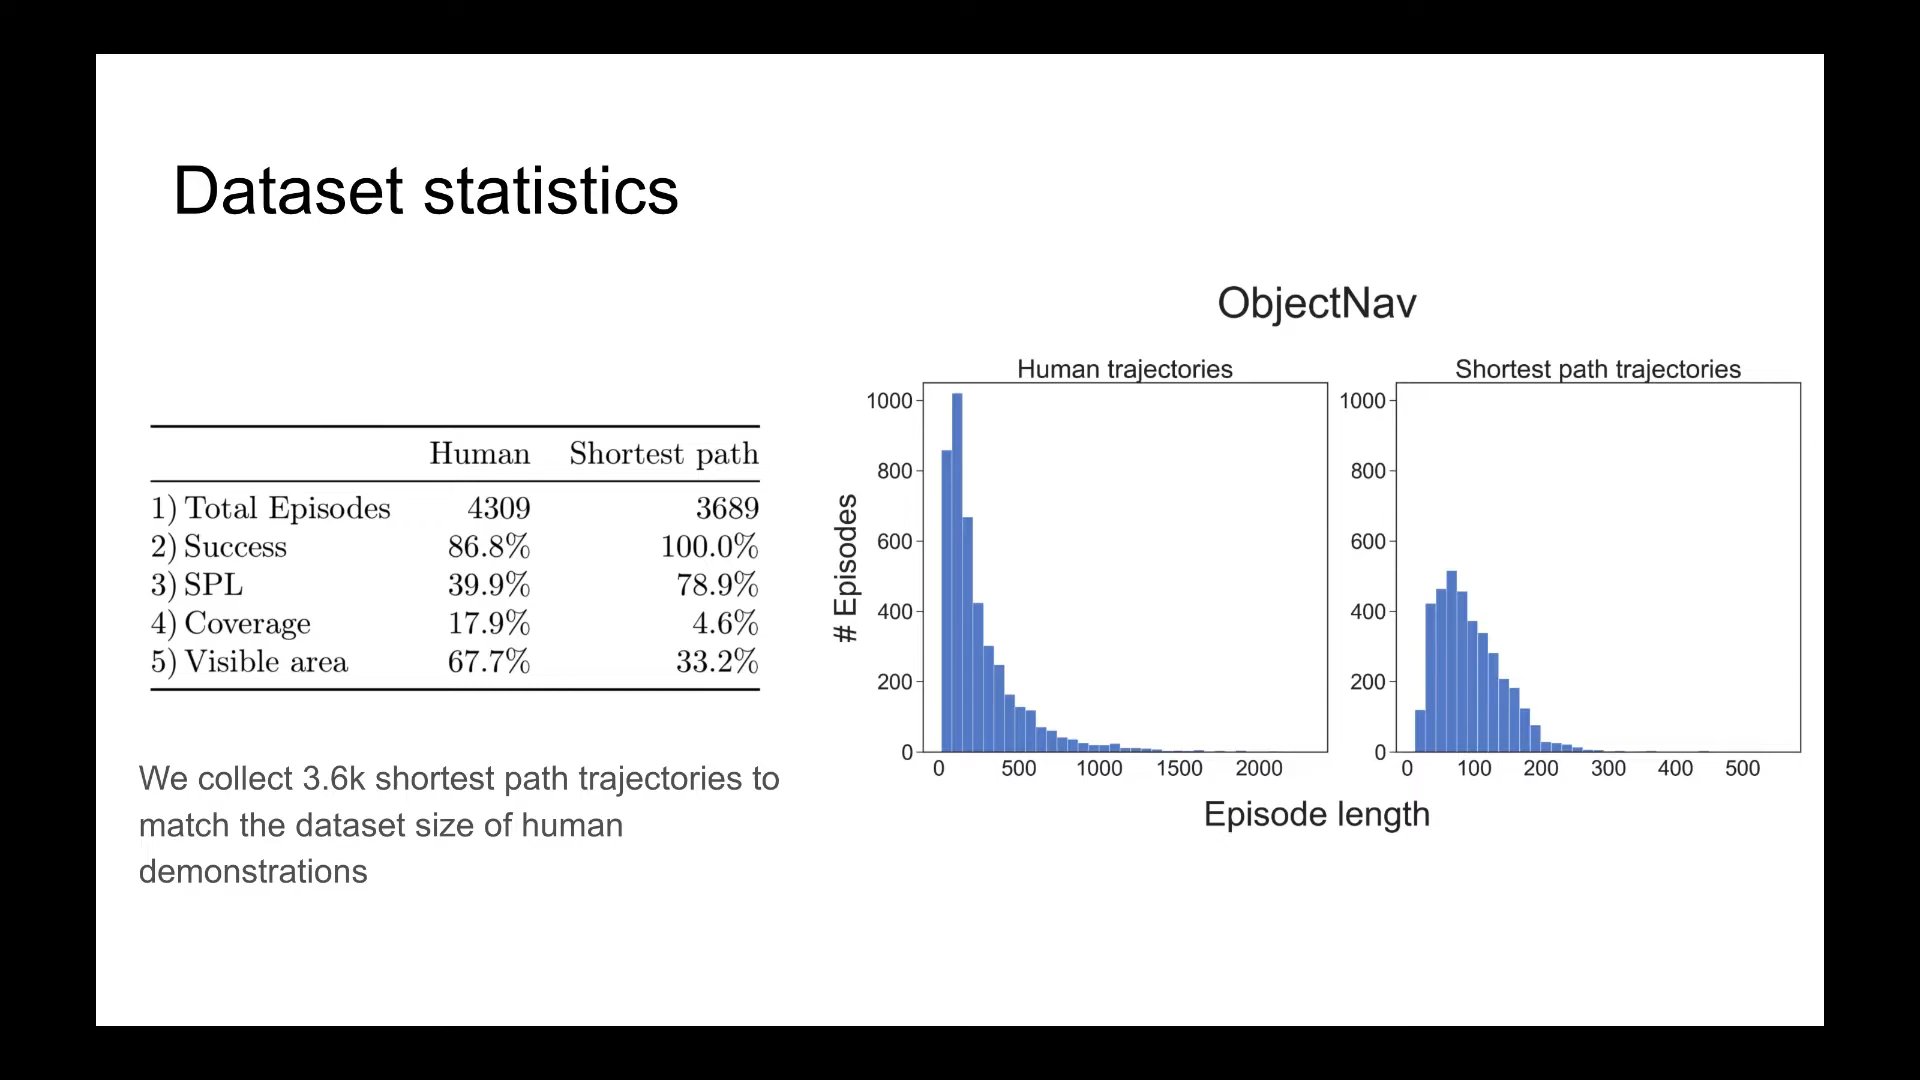 Dataset statistics
Human Shortest path
1) Total Episodes 4309 3689
2) Success 86.8% 100.0%
3) SPL 39.9% 78.9%
4) Coverage 17.9% 4.6%
5) Visible area 67.7% 33.2%
We collect 3.6k shortest path trajectories to
match the dataset size of human
demonstrations
ObjectNav
Human trajectories
# Episodes
1000
800
600
400
200
0
0 500 1000 1500 2000
Shortest path trajectories
1000
800
600
400
200
0
0 100 200 300 400 500
Episode length